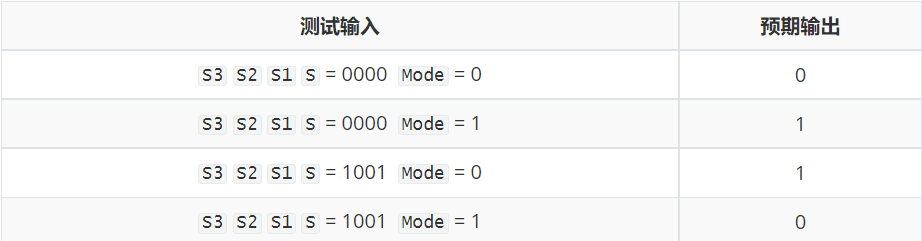 测试输入 预期输出
S3 S2 S1 S = 0000 Mode = 0 0
S3 S2 S1 S = 0000 Mode = 1 1
S3 S2 S1 S = 1001 Mode = 0 1
S3 S2 S1 S = 1001 Mode = 1 0